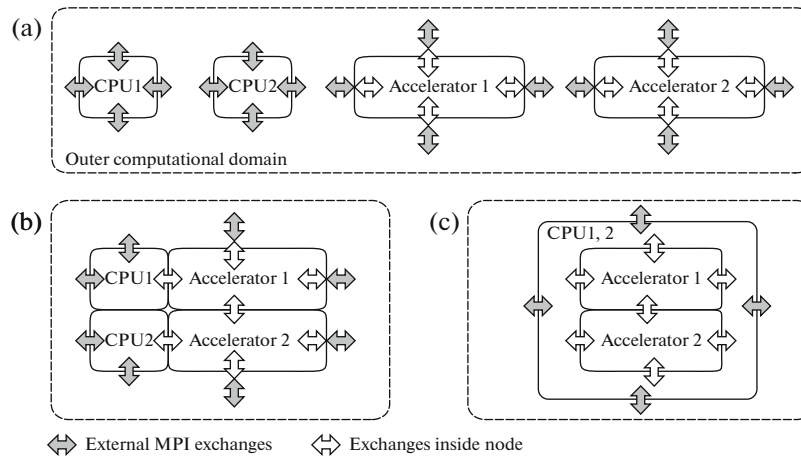 (a)
CPU1 CPU2 Accelerator 1 Accelerator 2
Outer computational domain
(b)
CPU1 Accelerator 1
CPU2 Accelerator 2
(c)
CPU1, 2
Accelerator 1
Accelerator 2
External MPI exchanges Exchanges inside node